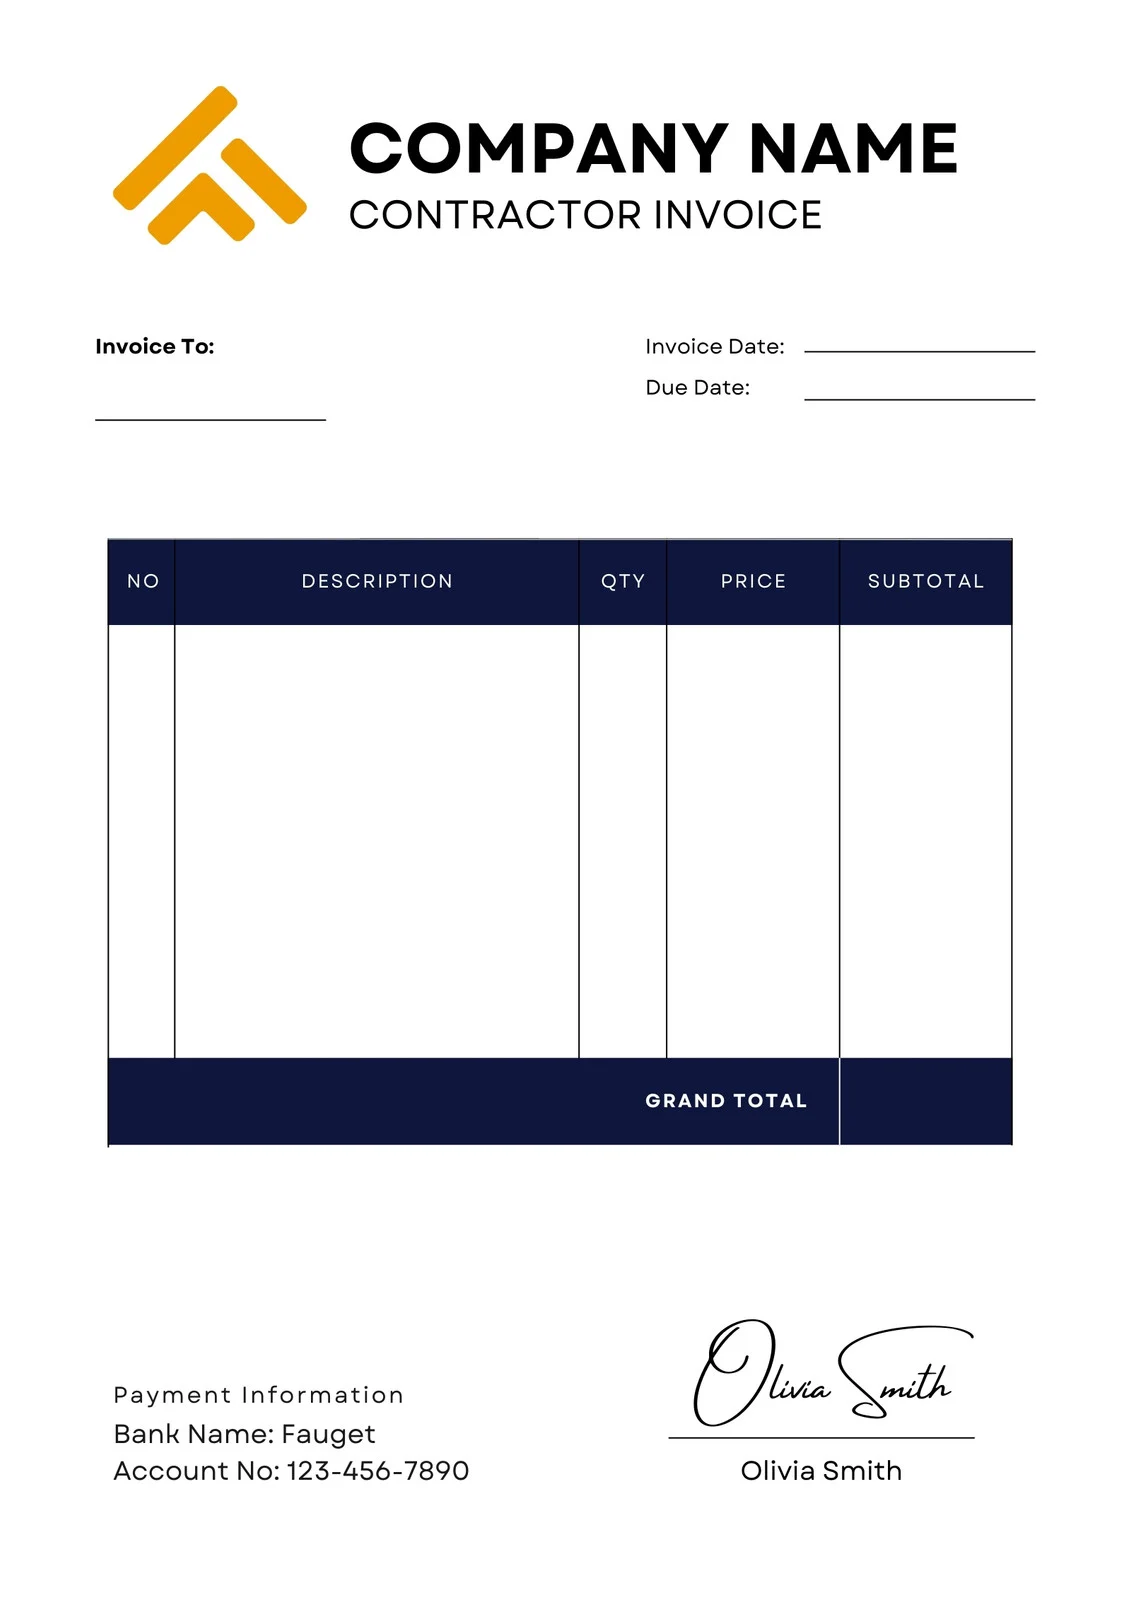 COMPANY NAME
CONTRACTOR INVOICE
Invoice To:
Invoice Date:
Due Date:
NO DESCRIPTION QTY PRICE SUBTOTAL
GRAND TOTAL
Payment Information
Bank Name: Fauget
Account No: 123-456-7890
Olivia Smith
Olivia Smith